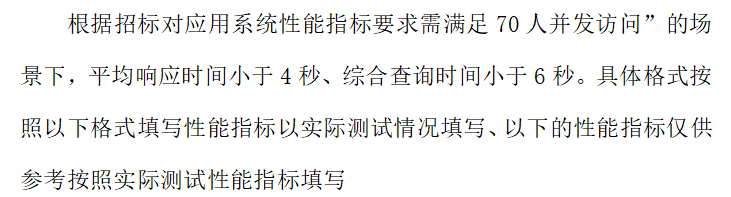 根据招标对应用系统性能指标要求需满足 70 人并发访问”的场
景下，平均响应时间小于 4 秒、综合查询时间小于 6 秒。具体格式按
照以下格式填写性能指标以实际测试情况填写、以下的性能指标仅供
参考按照实际测试性能指标填写